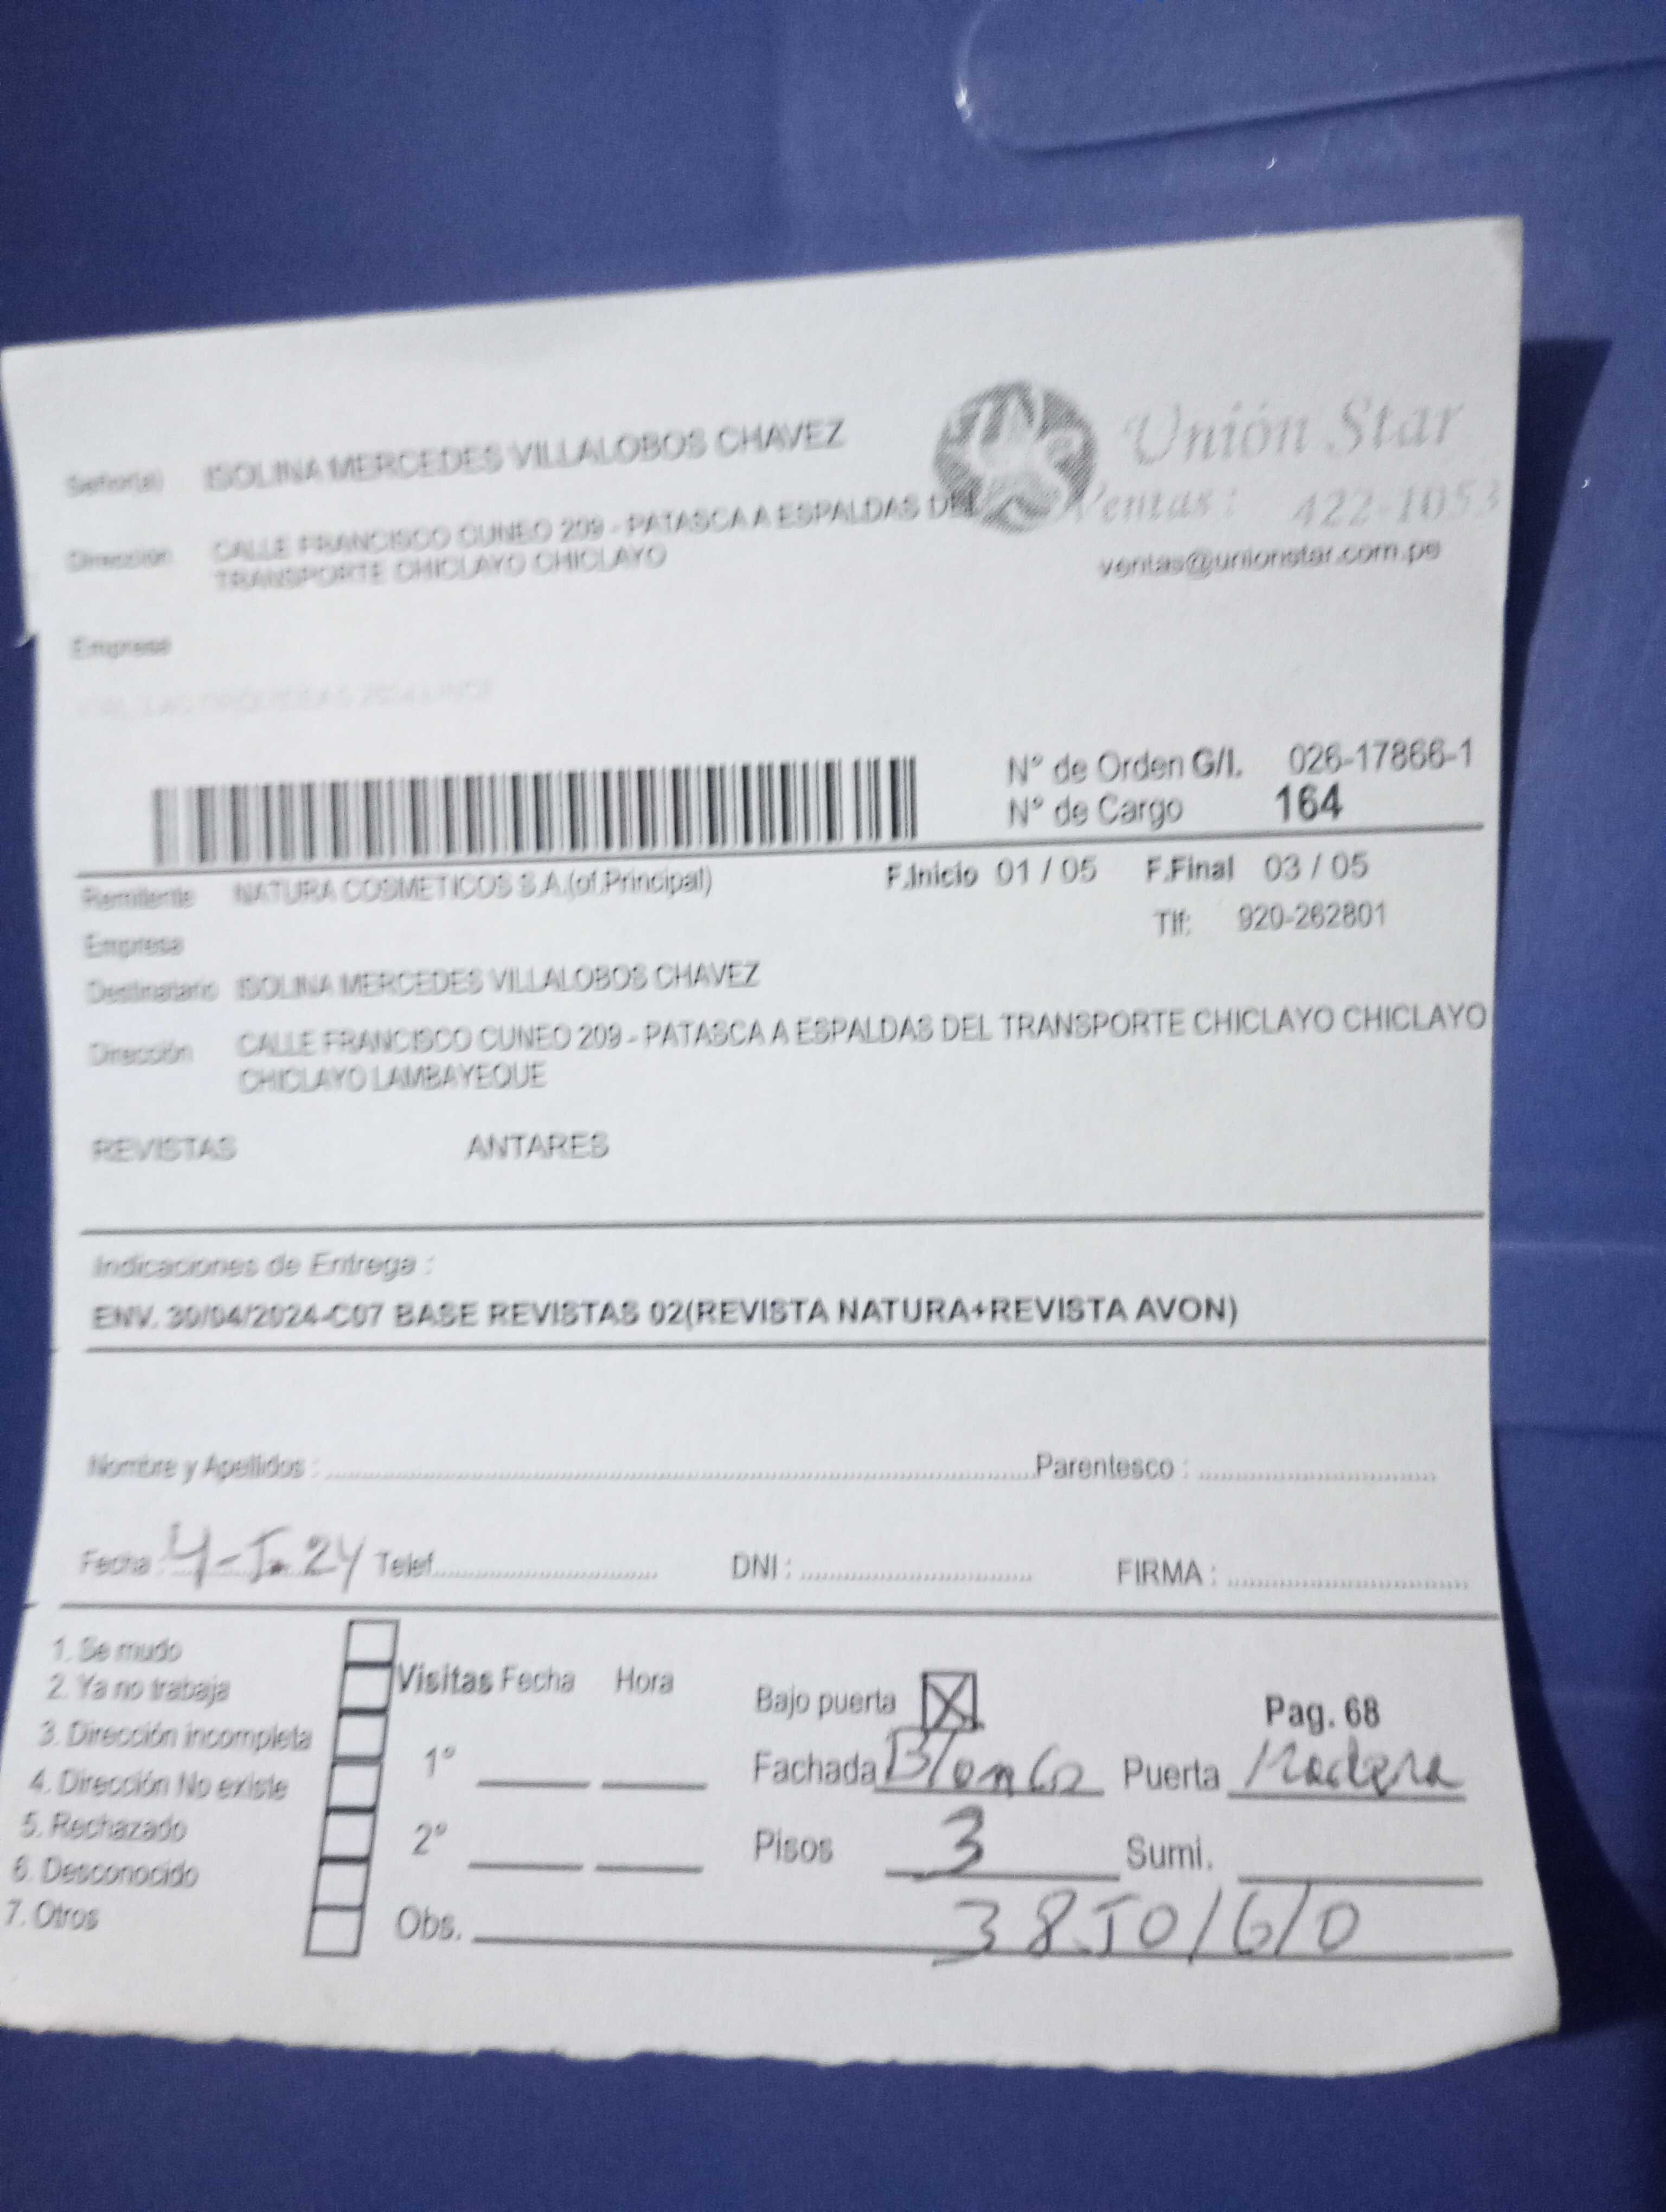 Señor(a) ISOLINA MERCEDES VILLALOBOS CHAVEZ
Unión Star
Dirección CALLE FRANCISCO CUNEO 209 - PATASCA A ESPALDAS DEL
TRANSPORTE CHICLAYO CHICLAYO
Ventas: 422-1053
ventas@unionstar.com.pe
Empresa
Nº de Orden G/I. 026-17866-1
Nº de Cargo 164
Remitente NATURA COSMETICOS S.A.(of.Principal) F.Inicio 01 / 05 F.Final 03 / 05
Empresa Tlf: 920-262801
Destinatario ISOLINA MERCEDES VILLALOBOS CHAVEZ
Dirección CALLE FRANCISCO CUNEO 209 - PATASCA A ESPALDAS DEL TRANSPORTE CHICLAYO CHICLAYO
CHICLAYO LAMBAYEQUE
REVISTAS ANTARES
Indicaciones de Entrega :
ENV. 30/04/2024-C07 BASE REVISTAS 02(REVISTA NATURA+REVISTA AVON)
Nombre y Apellidos : Parentesco :
Fecha 4-5-24 Telef. DNI : FIRMA :
1. Se mudo
2. Ya no trabaja
3. Dirección incompleta
4. Dirección No existe
5. Rechazado
6. Desconocido
7. Otros
Visitas Fecha Hora
1º
2º
Obs. 3850/6/0
Bajo puerta X
Pag. 68
Fachada Blanco Puerta Madera
Pisos 3 Sumi.